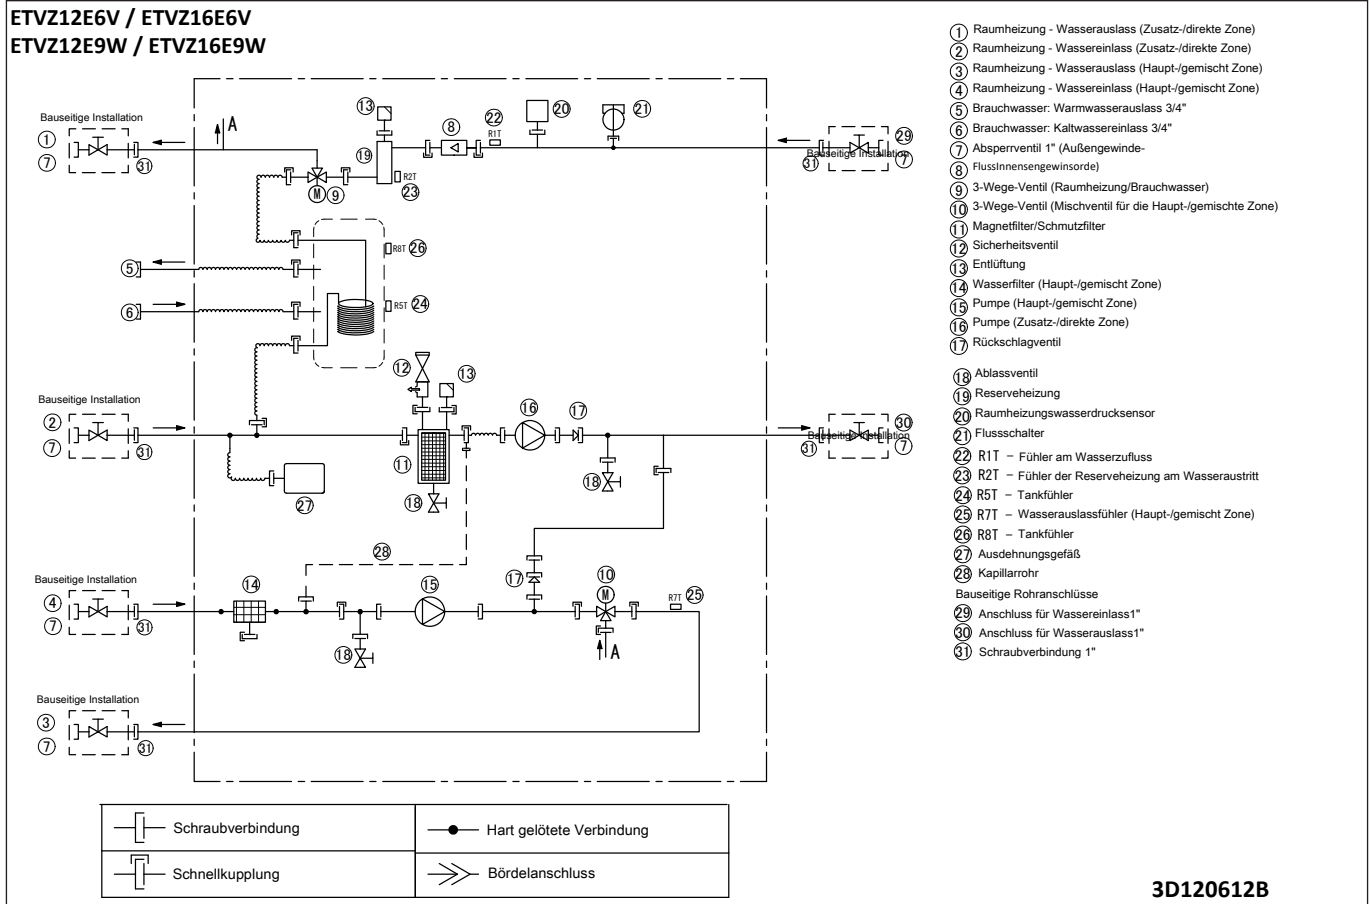 ETVZ12E6V / ETVZ16E6V
ETVZ12E9W / ETVZ16E9W
① Raumheizung - Wasserauslass (Zusatz-/direkte Zone)
② Raumheizung - Wassereinlass (Zusatz-/direkte Zone)
③ Raumheizung - Wasserauslass (Haupt-/gemischt Zone)
④ Raumheizung - Wassereinlass (Haupt-/gemischt Zone)
⑤ Brauchwasser: Warmwasserauslass 3/4"
⑥ Brauchwasser: Kaltwassereinlass 3/4"
⑦ Absperrventil 1" (Außengewinde-
⑧ FlussInnensengewinsorde)
⑨ 3-Wege-Ventil (Raumheizung/Brauchwasser)
⑩ 3-Wege-Ventil (Mischventil für die Haupt-/gemischte Zone)
⑪ Magnetfilter/Schmutzfilter
⑫ Sicherheitsventil
⑬ Entlüftung
⑭ Wasserfilter (Haupt-/gemischt Zone)
⑮ Pumpe (Haupt-/gemischt Zone)
⑯ Pumpe (Zusatz-/direkte Zone)
⑰ Rückschlagventil
⑱ Ablassventil
⑲ Reserveheizung
⑳ Raumheizungswasserdrucksensor
㉑ Flussschalter
㉒ R1T – Fühler am Wasserzufluss
㉓ R2T – Fühler der Reserveheizung am Wasseraustritt
㉔ R5T – Tankfühler
㉕ R7T – Wasserauslassfühler (Haupt-/gemischt Zone)
㉖ R8T – Tankfühler
㉗ Ausdehnungsgefäß
㉘ Kapillarrohr
Bauseitige Rohranschlüsse
㉙ Anschluss für Wassereinlass1"
㉚ Anschluss für Wasserauslass1"
㉛ Schraubverbindung 1"
Bauseitige Installation
① ⑦ ㉛
A
⑬
⑲
⑧
㉒ R1T
⑳
㉑
Bauseitige Installation
㉙ ⑦ ㉛
M ⑨
R2T ㉓
R8T ㉖
⑤
R5T ㉔
⑥
⑫
⑬
Bauseitige Installation
② ⑦ ㉛
⑯
⑰
Bauseitige Installation
㉚ ⑦ ㉛
⑪
⑱
⑱
㉗
㉘
Bauseitige Installation
④ ⑦ ㉛
⑭
⑮
⑰
⑩ M
R7T ㉕
⑱
A
Bauseitige Installation
③ ⑦ ㉛
Schraubverbindung
Hart gelötete Verbindung
Schnellkupplung
Bördelanschluss
3D120612B